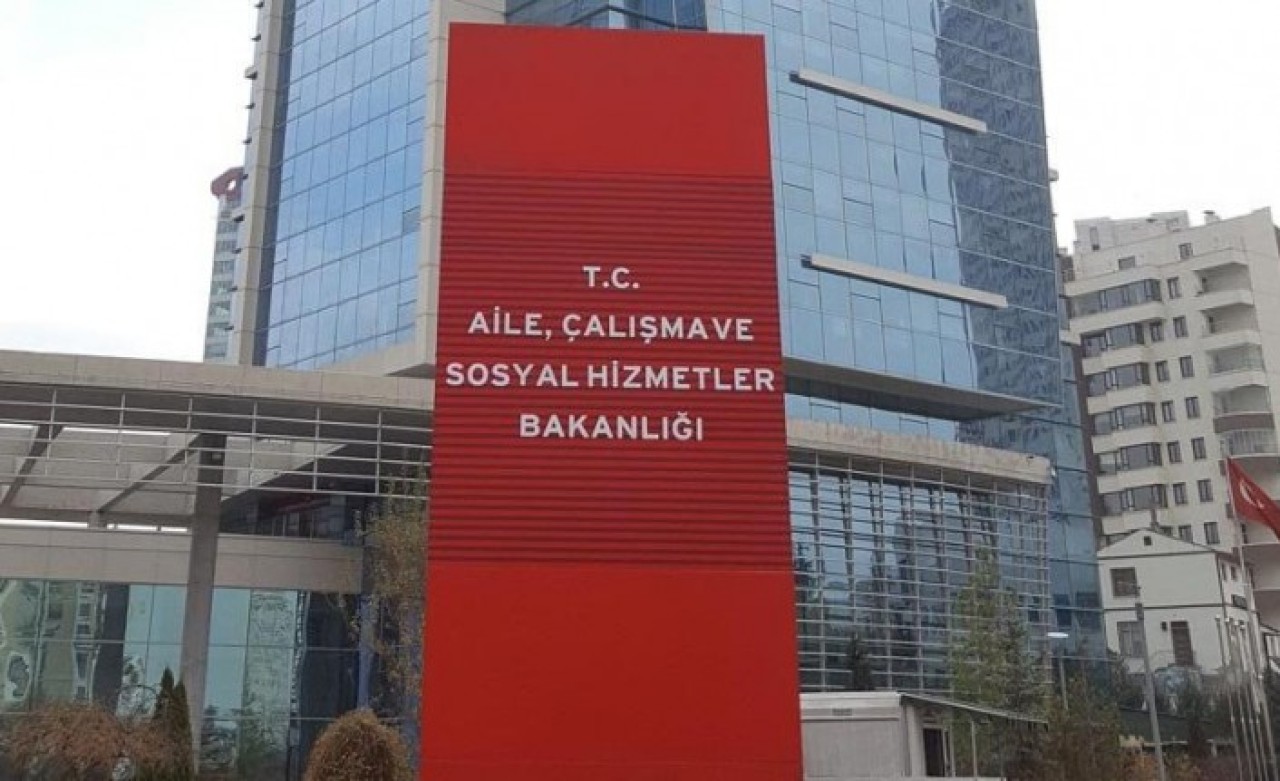 T.C.
AİLE, ÇALIŞMA VE
SOSYAL HİZMETLER
BAKANLIĞI